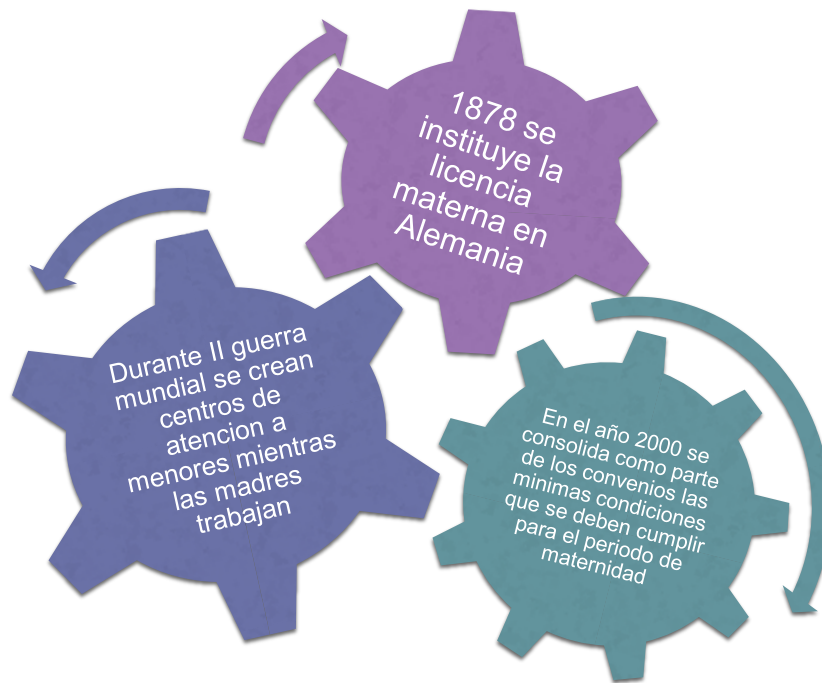 1878 se
instituye la
licencia
materna en
Alemania
Durante II guerra
mundial se crean
centros de
atencion a
menores mientras
las madres
trabajan
En el año 2000 se
consolida como parte
de los convenios las
minimas condiciones
que se deben cumplir
para el periodo de
maternidad